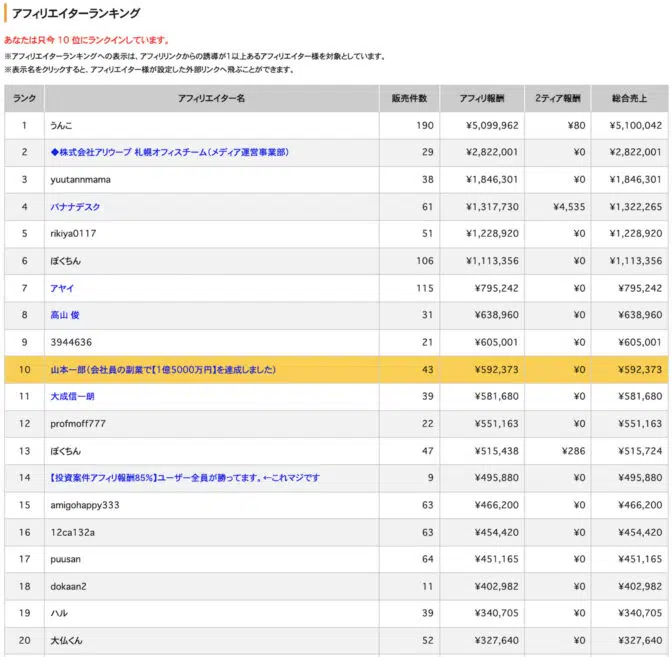 アフィリエイターランキング
あなたは只今 10 位にランクインしています。
※アフィリエイターランキングへの表示は、アフィリリンクからの誘導が1以上あるアフィリエイター様を対象としています。
※表示名をクリックすると、アフィリエイター様が設定した外部リンクへ飛ぶことができます。
ランク アフィリエイター名 販売件数 アフィリ報酬 2ティア報酬 総合売上
1 うんこ 190 ¥5,099,962 ¥80 ¥5,100,042
2 ◆株式会社アリウープ 札幌オフィスチーム(メディア運営事業部) 29 ¥2,822,001 ¥0 ¥2,822,001
3 yuutannmama 38 ¥1,846,301 ¥0 ¥1,846,301
4 バナナデスク 61 ¥1,317,730 ¥4,535 ¥1,322,265
5 rikiya0117 51 ¥1,228,920 ¥0 ¥1,228,920
6 ぼくちん 106 ¥1,113,356 ¥0 ¥1,113,356
7 アヤイ 115 ¥795,242 ¥0 ¥795,242
8 高山 俊 31 ¥638,960 ¥0 ¥638,960
9 3944636 21 ¥605,001 ¥0 ¥605,001
10 山本一郎(会社員の副業で【1億5000万円】を達成しました) 43 ¥592,373 ¥0 ¥592,373
11 大成信一朗 39 ¥581,680 ¥0 ¥581,680
12 profmoff777 22 ¥551,163 ¥0 ¥551,163
13 ぼくちん 47 ¥515,438 ¥286 ¥515,724
14 【投資案件アフィリ報酬85%】ユーザー全員が勝ってます。←これマジです 9 ¥495,880 ¥0 ¥495,880
15 amigohappy333 63 ¥466,200 ¥0 ¥466,200
16 12ca132a 63 ¥454,420 ¥0 ¥454,420
17 puusan 64 ¥451,165 ¥0 ¥451,165
18 dokaan2 11 ¥402,982 ¥0 ¥402,982
19 ハル 39 ¥340,705 ¥0 ¥340,705
20 大仏くん 52 ¥327,640 ¥0 ¥327,640